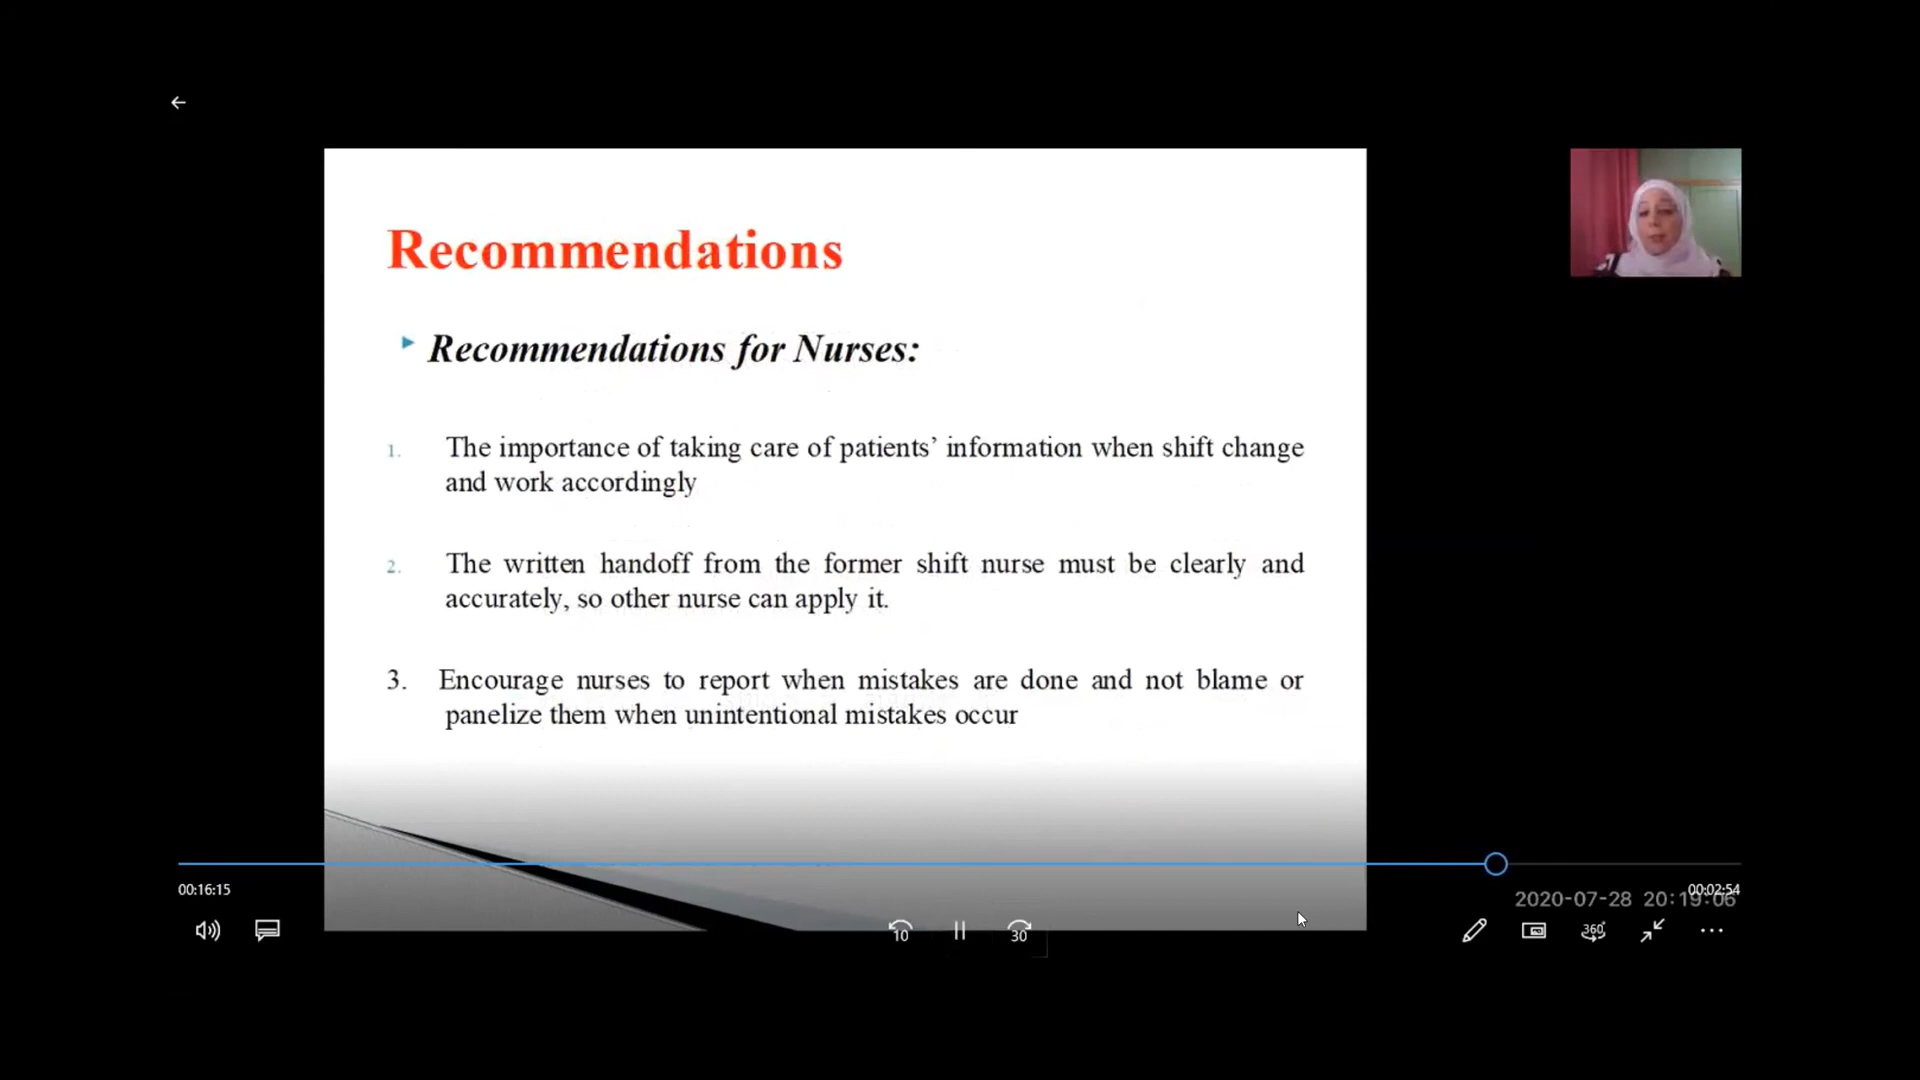 Recommendations
Recommendations for Nurses:
1. The importance of taking care of patients’ information when shift change
and work accordingly
2. The written handoff from the former shift nurse must be clearly and
accurately, so other nurse can apply it.
3. Encourage nurses to report when mistakes are done and not blame or
panelize them when unintentional mistakes occur
00:16:15
00:02:54
2020-07-28 20:19:06
10
30
360